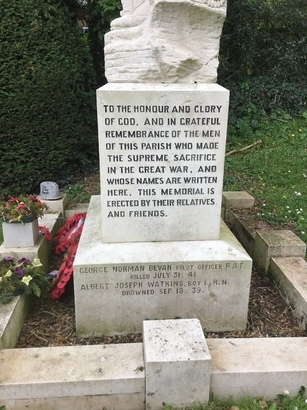 TO THE HONOUR AND GLORY
OF GOD, AND IN GRATEFUL
REMEMBRANCE OF THE MEN
OF THIS PARISH WHO MADE
THE SUPREME SACRIFICE
IN THE GREAT WAR, AND
WHOSE NAMES ARE WRITTEN
HERE. THIS MEMORIAL IS
ERECTED BY THEIR RELATIVES
AND FRIENDS.
GEORGE NORMAN BEVAN. PILOT OFFICER R.A.F.
KILLED JULY 31. 41.
ALBERT JOSEPH WATKINS, BOY I, R.N
DROWNED SEP. 18. 39.